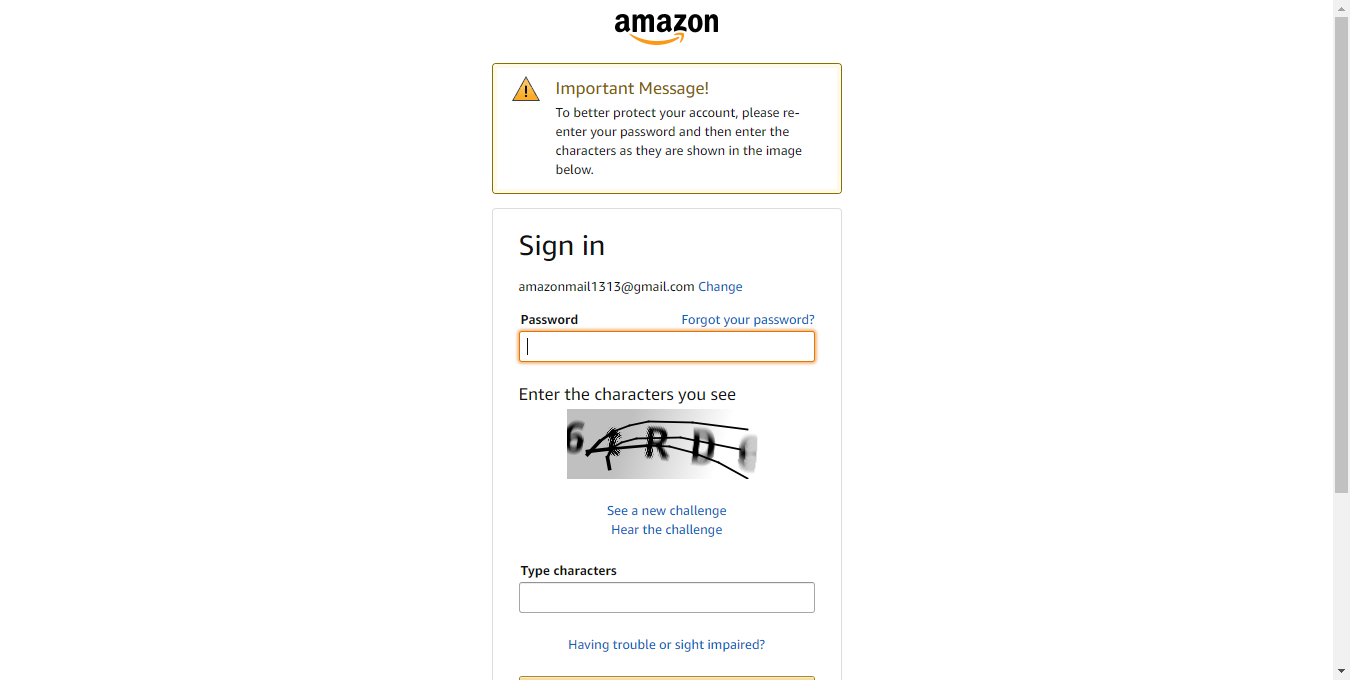 amazon
Important Message!
To better protect your account, please re-
enter your password and then enter the
characters as they are shown in the image
below.
Sign in
amazonmail1313@gmail.com Change
Password Forgot your password?
Enter the characters you see
See a new challenge
Hear the challenge
Type characters
Having trouble or sight impaired?